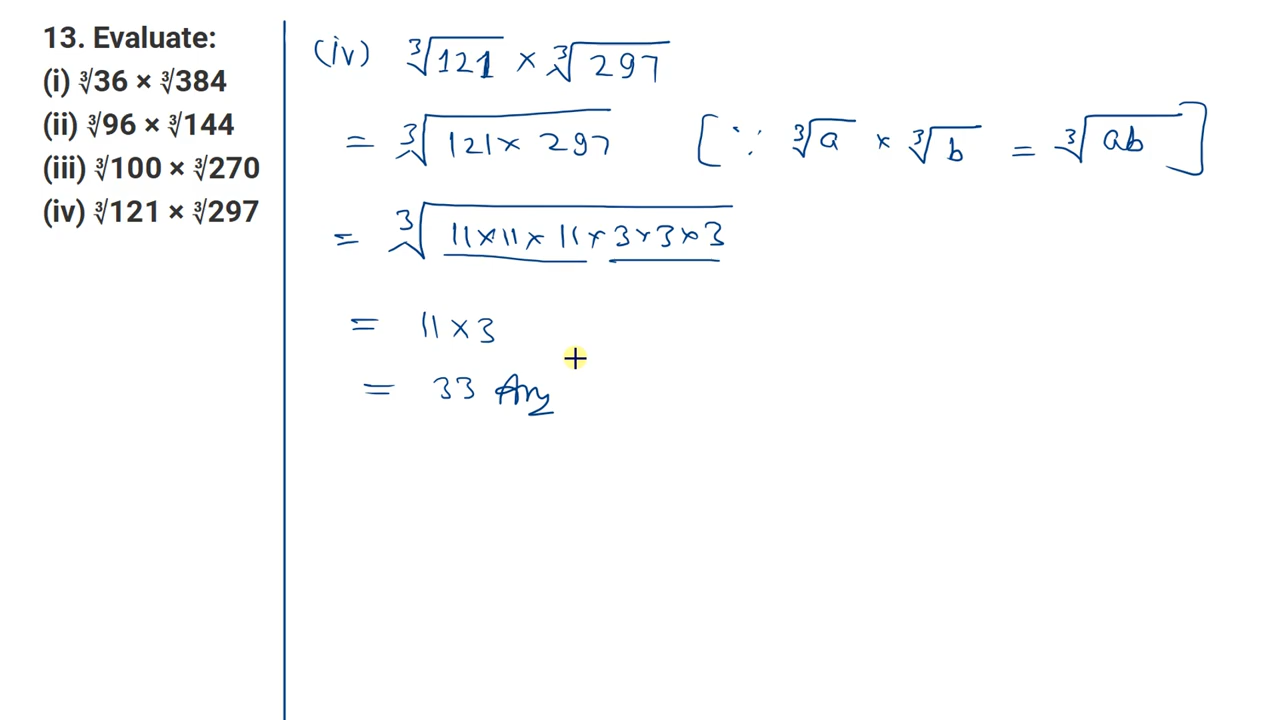 13. Evaluate:
(i) ∛36 × ∛384
(ii) ∛96 × ∛144
(iii) ∛100 × ∛270
(iv) ∛121 × ∛297
(iv) ∛121 × ∛297
= ∛121 × 297 [∵ ∛a × ∛b = ∛ab]
= ∛11×11×11×3×3×3
= 11×3
= 33 Ans